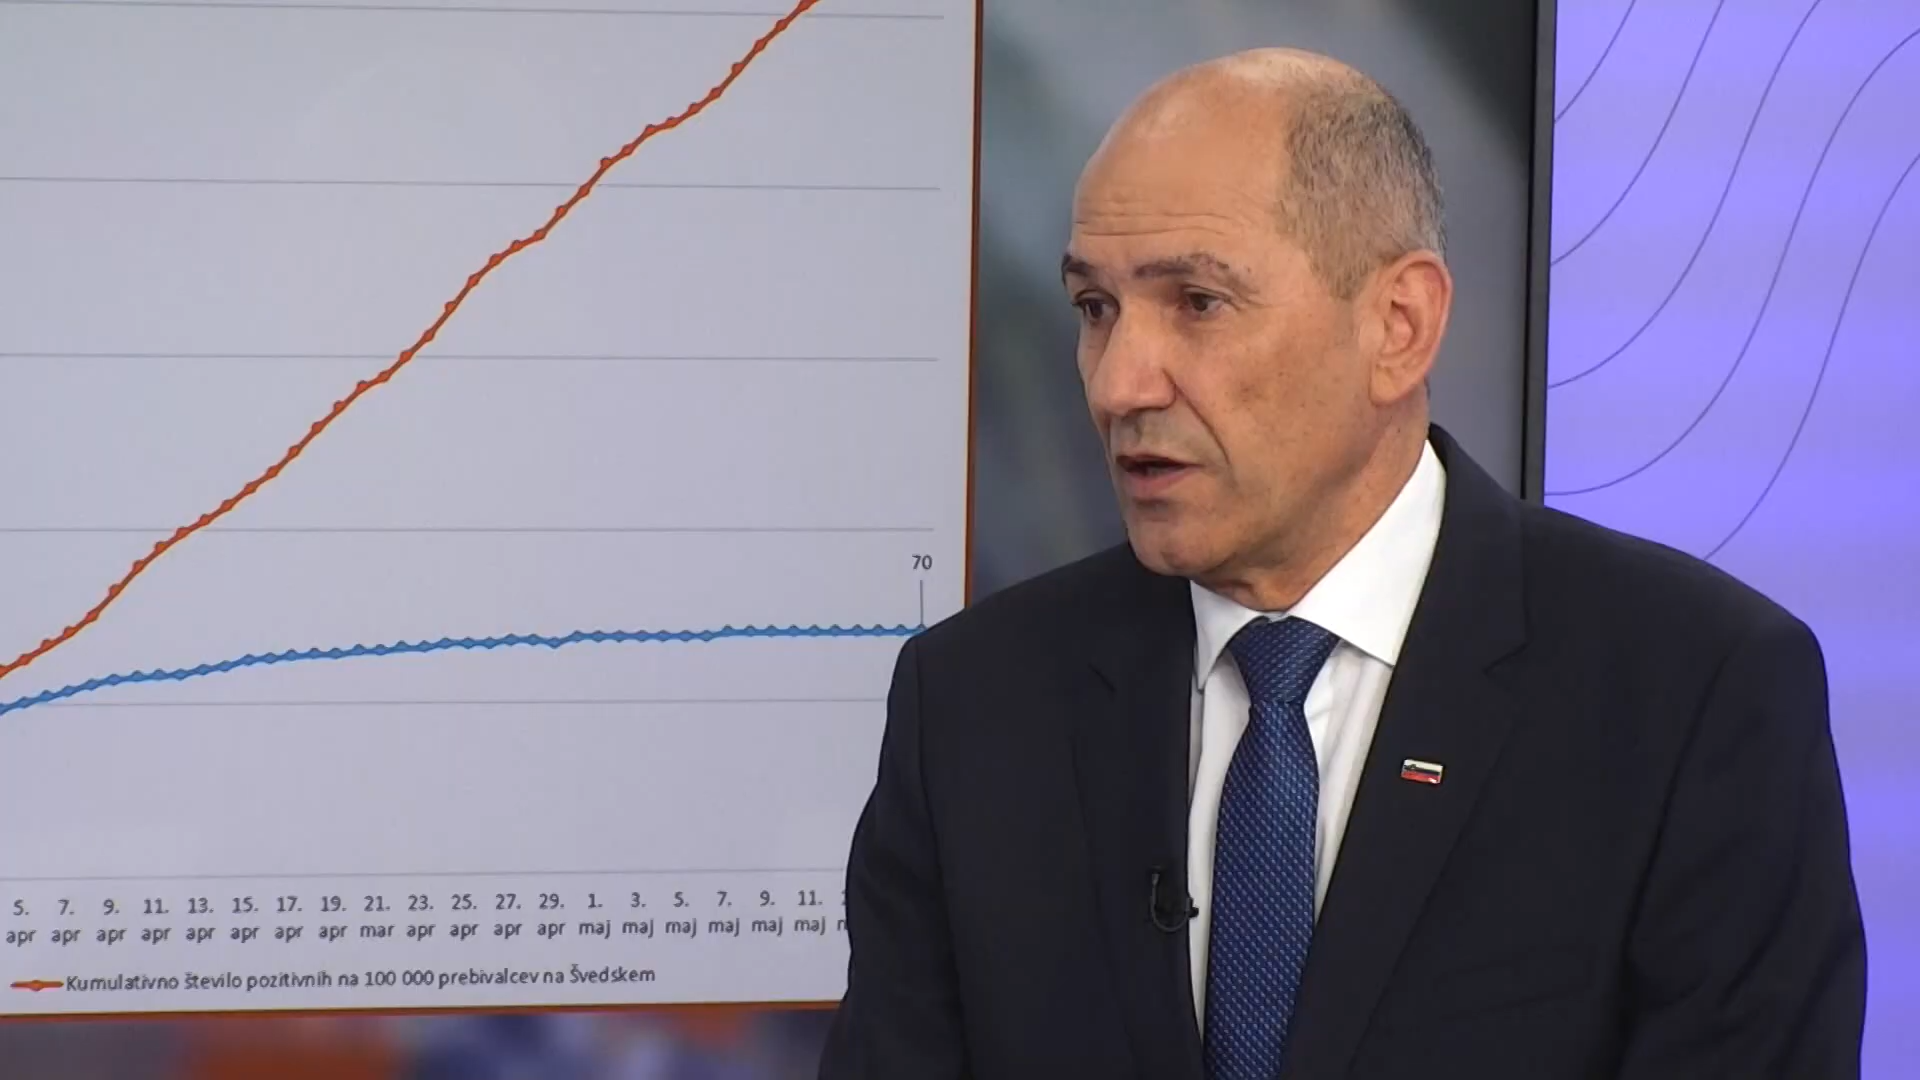 70
5. 7. 9. 11. 13. 15. 17. 19. 21. 23. 25. 27. 29. 1. 3. 5. 7. 9. 11.
apr apr apr apr apr apr apr apr mar apr apr apr apr maj maj maj maj maj maj
Kumulativno število pozitivnih na 100 000 prebivalcev na Švedskem